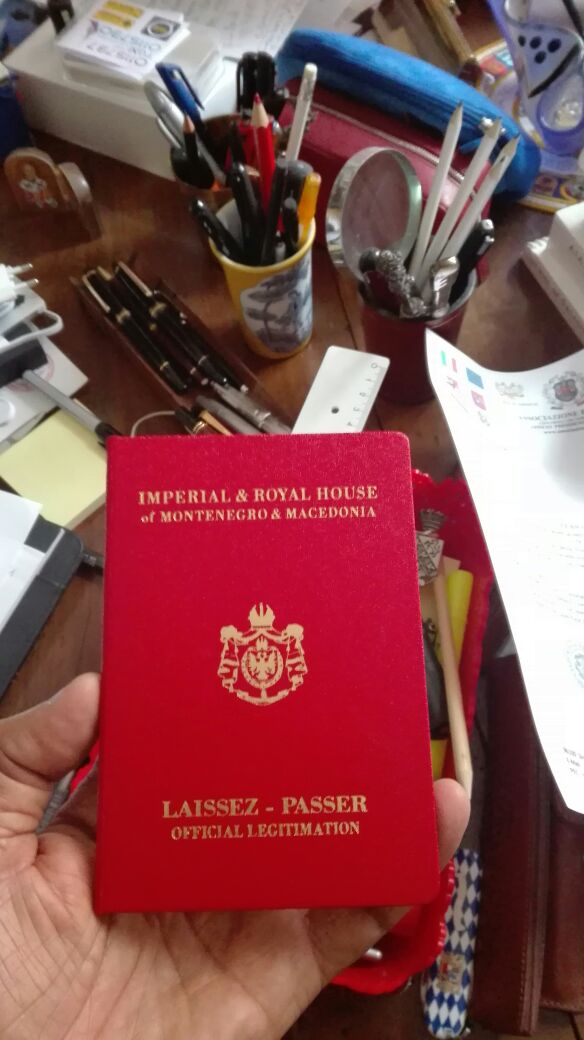 IMPERIAL & ROYAL HOUSE
of MONTENEGRO & MACEDONIA
LAISSEZ - PASSER
OFFICIAL LEGITIMATION